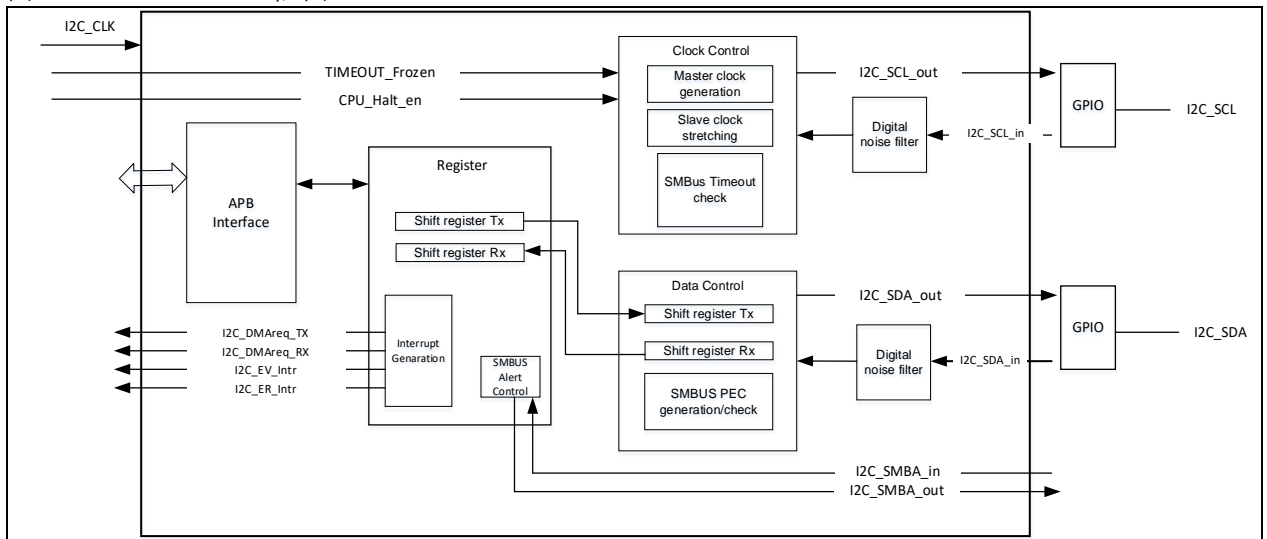 I2C_CLK
TIMEOUT_Frozen
CPU_Halt_en
Clock Control
Master clock
generation
Slave clock
stretching
SMBus Timeout
check
I2C_SCL_out
Digital
noise filter
I2C_SCL_in
GPIO
I2C_SCL
APB
Interface
Register
Shift register Tx
Shift register Rx
Interrupt
Genaration
SMBUS
Alert
Control
I2C_DMAreq_TX
I2C_DMAreq_RX
I2C_EV_Intr
I2C_ER_Intr
Data Control
Shift register Tx
Shift register Rx
SMBUS PEC
generation/check
I2C_SDA_out
Digital
noise filter
I2C_SDA_in
GPIO
I2C_SDA
I2C_SMBA_in
I2C_SMBA_out